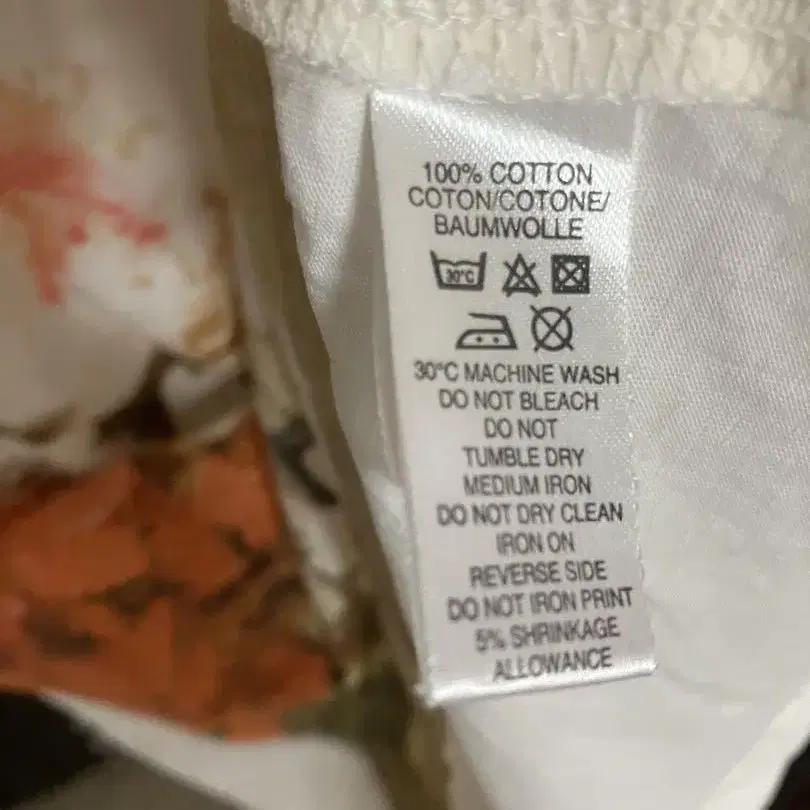 100% COTTON
COTON/COTONE/
BAUMWOLLE
30°C
30°C MACHINE WASH
DO NOT BLEACH
DO NOT
TUMBLE DRY
MEDIUM IRON
DO NOT DRY CLEAN
IRON ON
REVERSE SIDE
DO NOT IRON PRINT
5% SHRINKAGE
ALLOWANCE